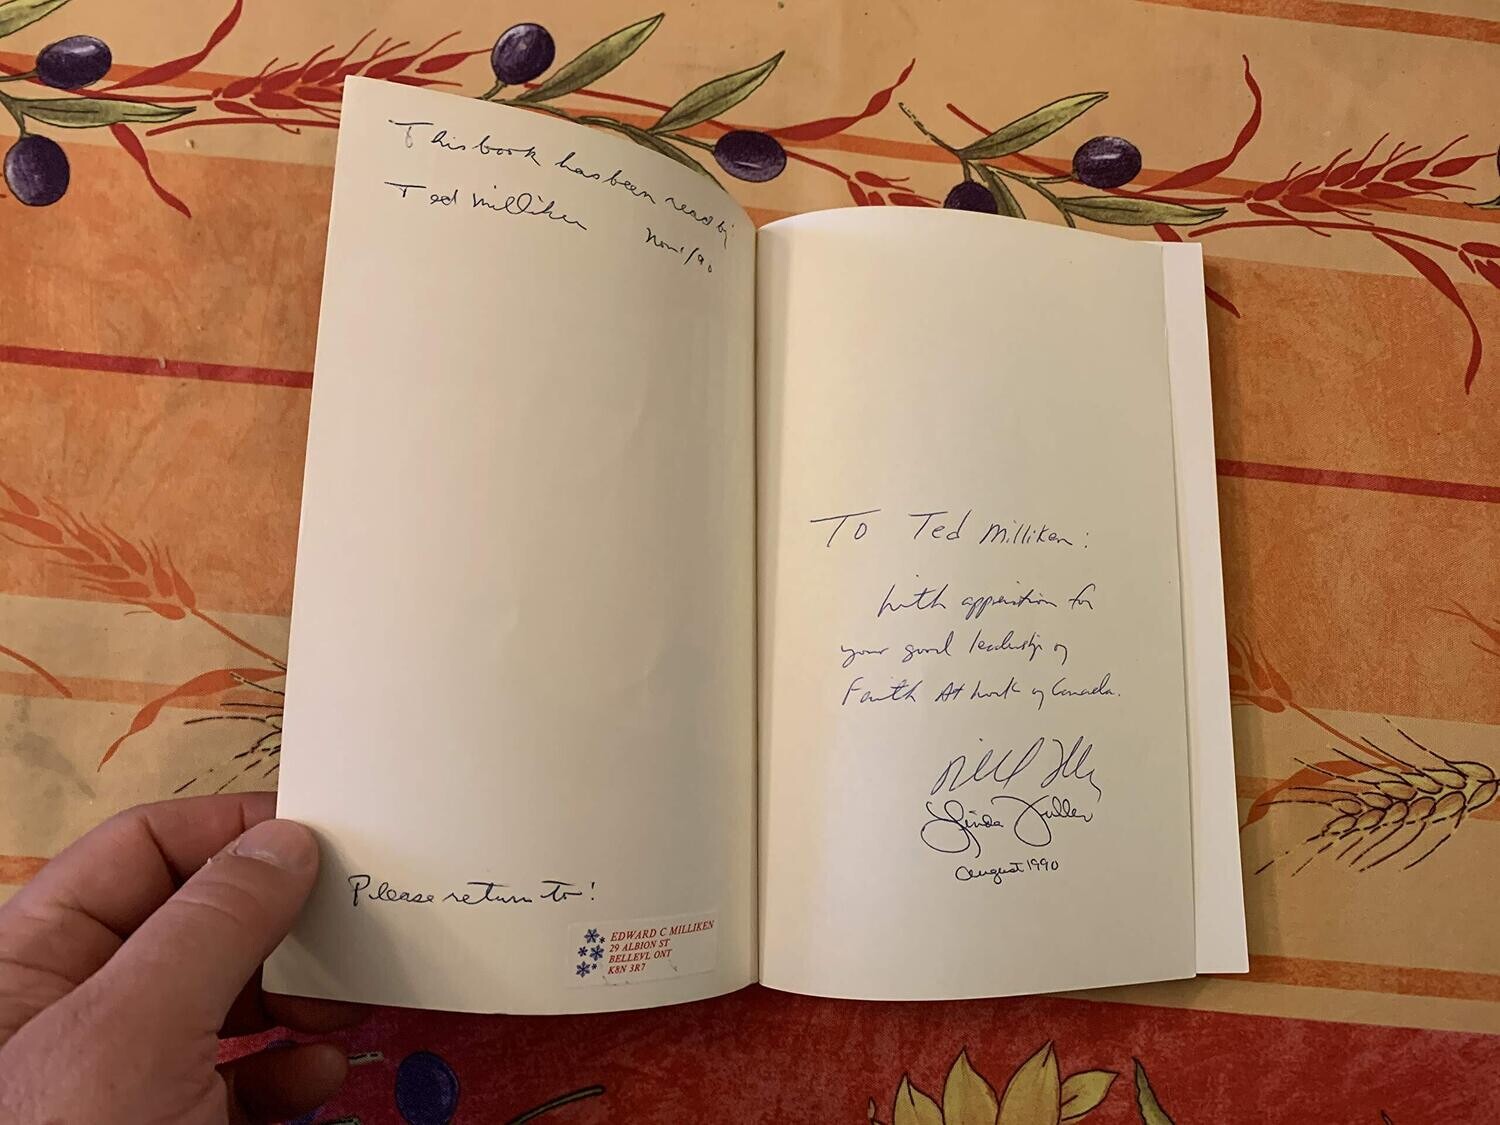 This book has been read by
Ted Milliken Nov 1/90
Please return to!
EDWARD C MILLIKEN
29 ALBION ST
BELLEVL ONT
K8N 3R7
To Ted Milliken:
With appreciation for
your good leadership of
Faith At Work of Canada.
Linda Fuller
August 1990